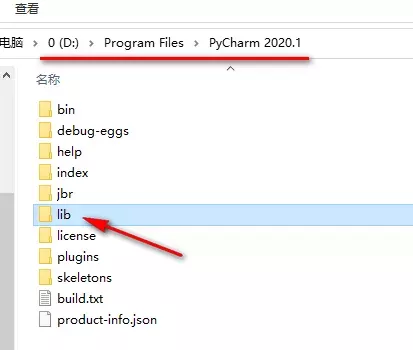 查看
电脑 > 0 (D:) > Program Files > PyCharm 2020.1
名称
bin
debug-eggs
help
index
jbr
lib
license
plugins
skeletons
build.txt
product-info.json